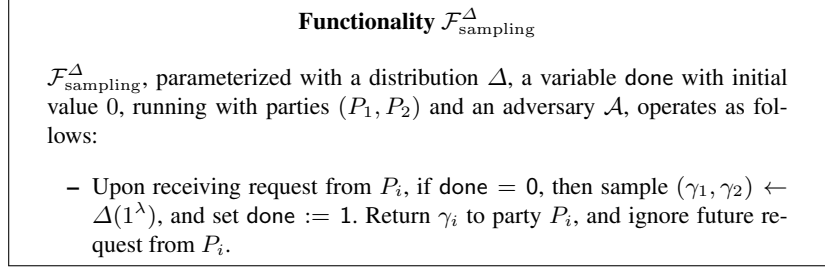 Functionality $\mathcal{F}_{\text{sampling}}^{\Delta}$
$\mathcal{F}_{\text{sampling}}^{\Delta}$, parameterized with a distribution $\Delta$, a variable done with initial
value 0, running with parties $(P_1, P_2)$ and an adversary $\mathcal{A}$, operates as fol-
lows:
– Upon receiving request from $P_i$, if done = 0, then sample $(\gamma_1, \gamma_2) \leftarrow$
$\Delta(1^\lambda)$, and set done := 1. Return $\gamma_i$ to party $P_i$, and ignore future re-
quest from $P_i$.